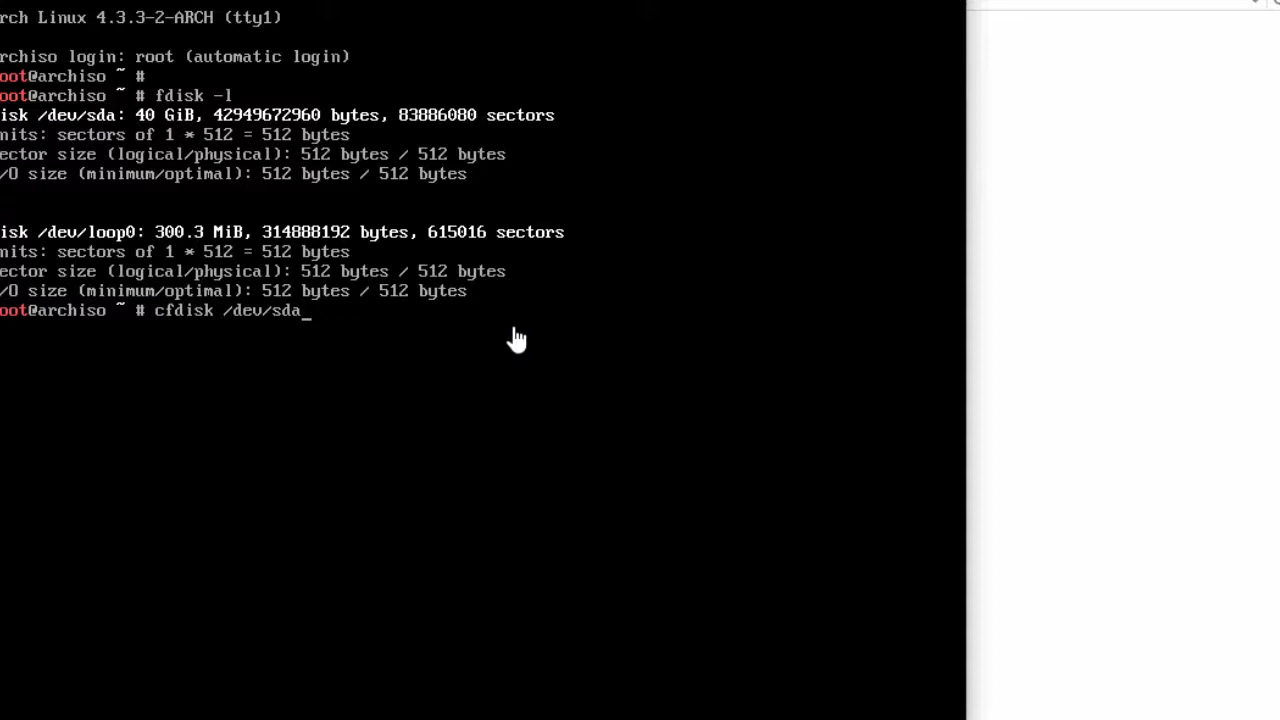 rch Linux 4.3.3-2-ARCH (tty1)
rchiso login: root (automatic login)
oot@archiso ~ #
oot@archiso ~ # fdisk -l
isk /dev/sda: 40 GiB, 42949672960 bytes, 83886080 sectors
nits: sectors of 1 * 512 = 512 bytes
ector size (logical/physical): 512 bytes / 512 bytes
/O size (minimum/optimal): 512 bytes / 512 bytes
isk /dev/loop0: 300.3 MiB, 314888192 bytes, 615016 sectors
nits: sectors of 1 * 512 = 512 bytes
ector size (logical/physical): 512 bytes / 512 bytes
/O size (minimum/optimal): 512 bytes / 512 bytes
oot@archiso ~ # cfdisk /dev/sda_